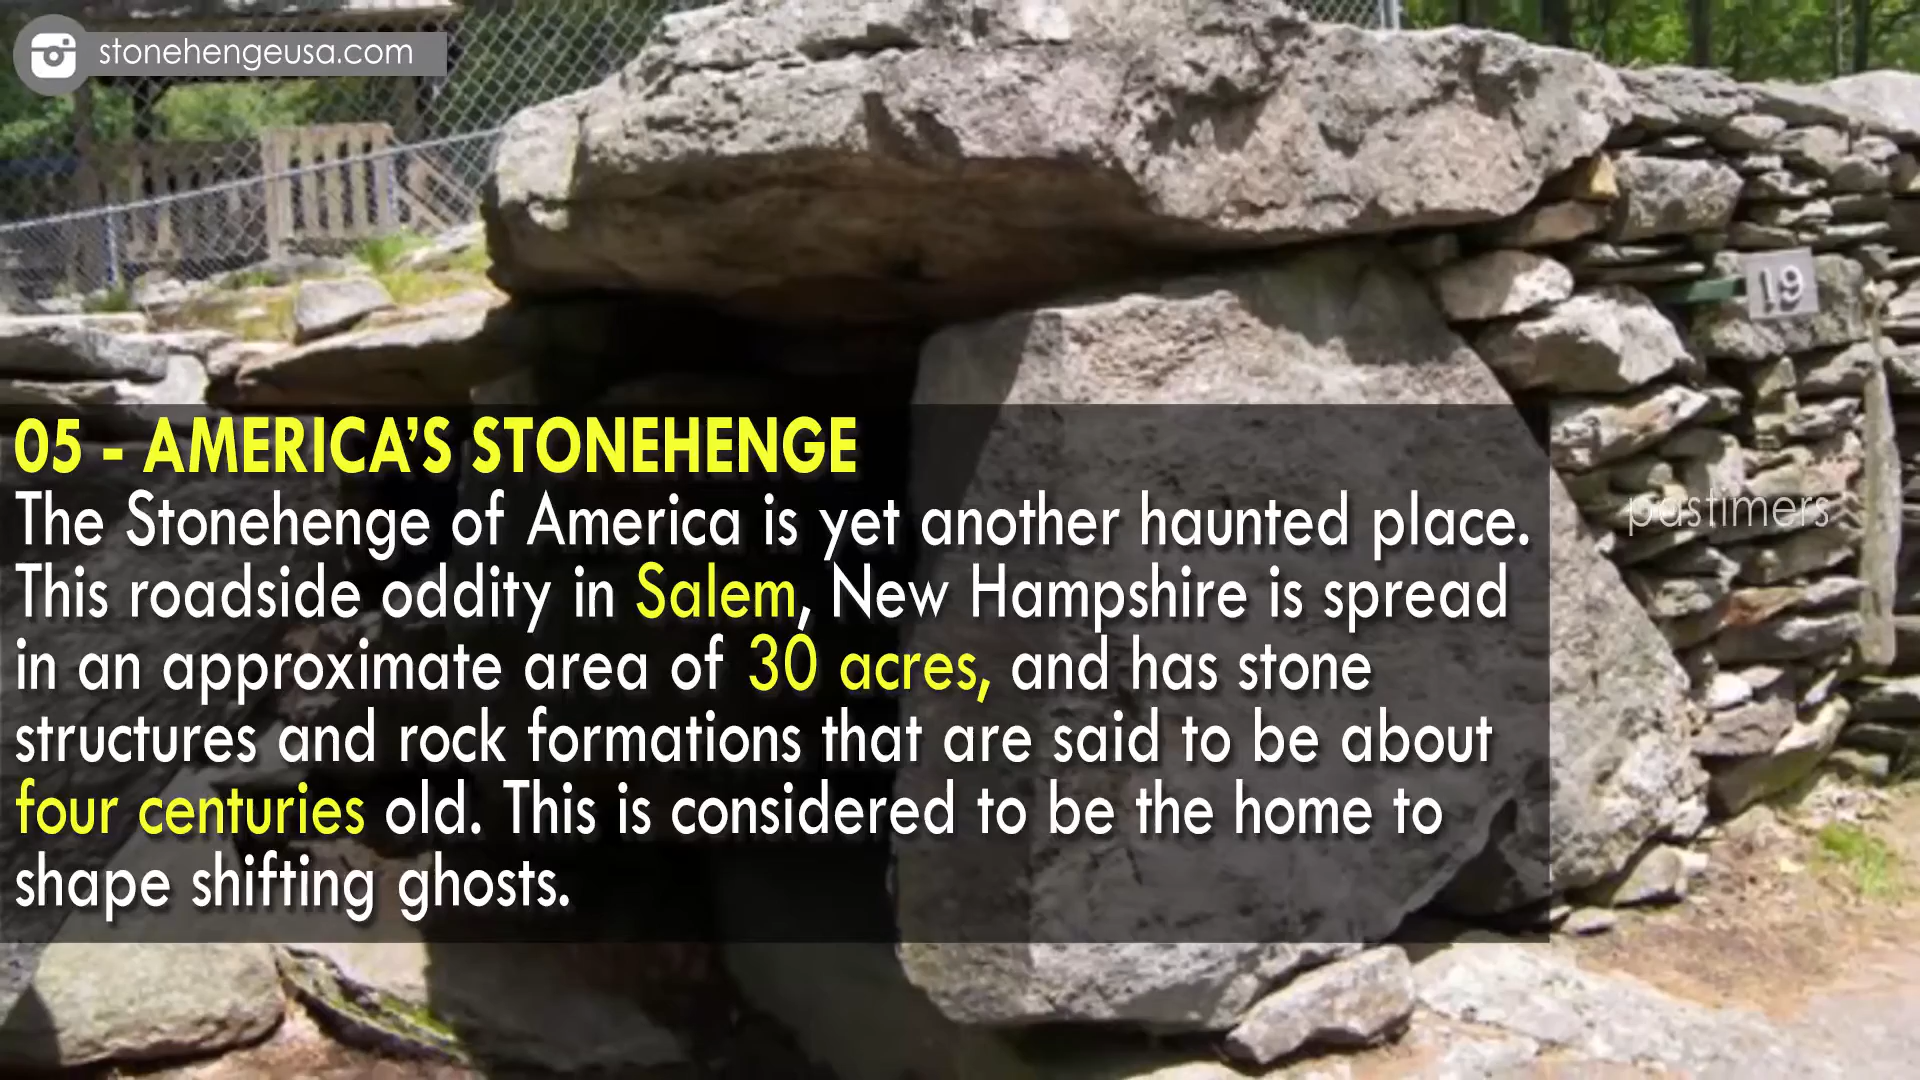 stonehengeusa.com
19
05 - AMERICA'S STONEHENGE
The Stonehenge of America is yet another haunted place.
This roadside oddity in Salem, New Hampshire is spread
in an approximate area of 30 acres, and has stone
structures and rock formations that are said to be about
four centuries old. This is considered to be the home to
shape shifting ghosts.
pastimers